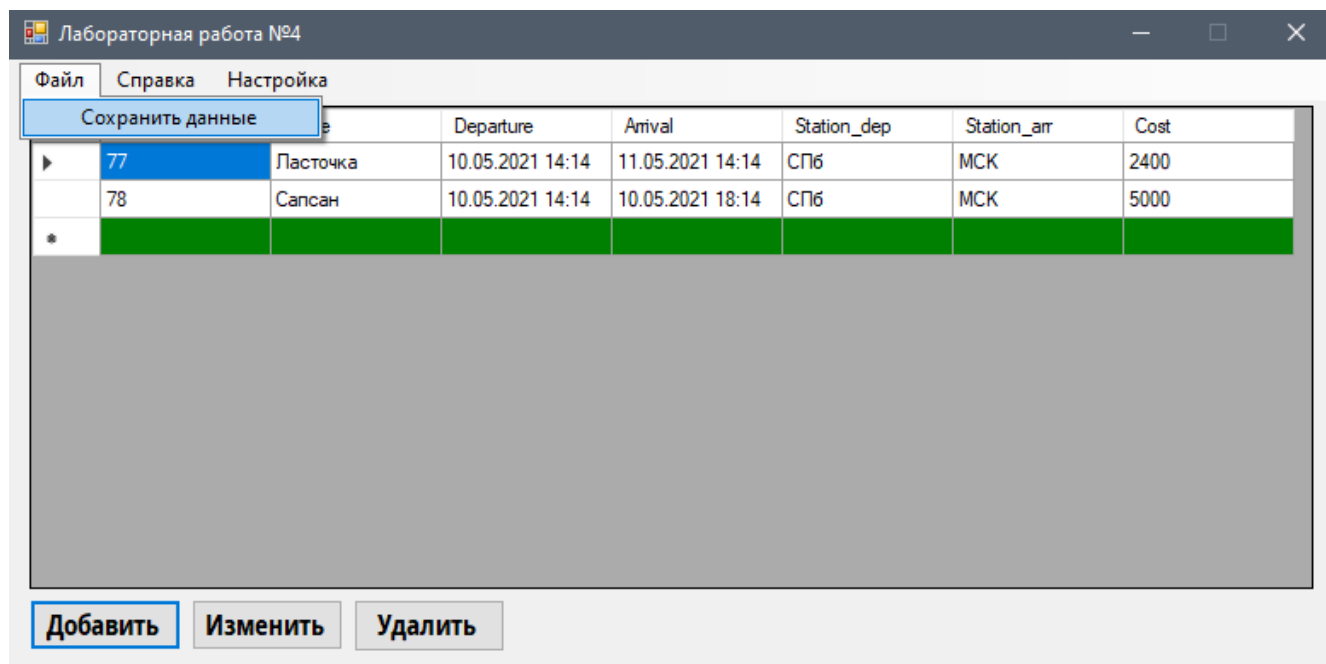 Лабораторная работа №4
Файл Справка Настройка
Сохранить данные
Departure Arrival Station_dep Station_arr Cost
77 Ласточка 10.05.2021 14:14 11.05.2021 14:14 СПб МСК 2400
78 Сапсан 10.05.2021 14:14 10.05.2021 18:14 СПб МСК 5000
Добавить Изменить Удалить